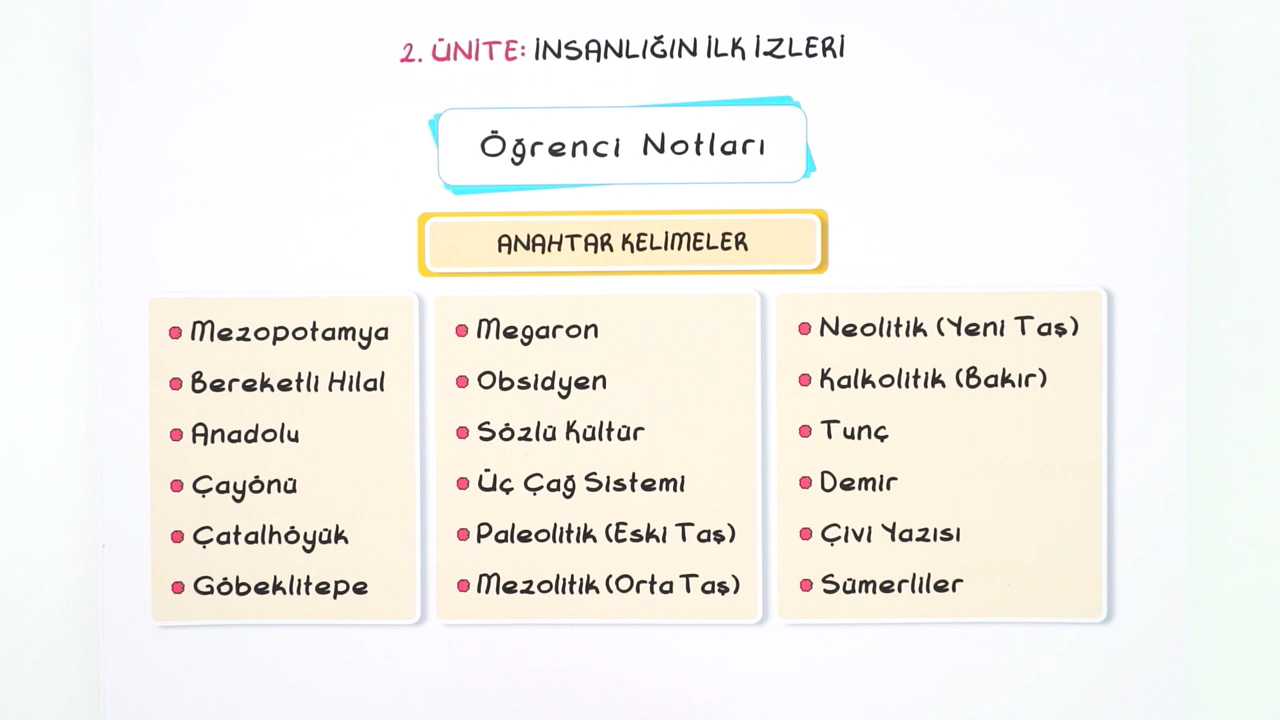 2. ÜNİTE: İNSANLIĞIN İLK İZLERİ
Öğrenci Notları
ANAHTAR KELİMELER
Mezopotamya
Bereketli Hilal
Anadolu
Çayönü
Çatalhöyük
Göbeklitepe
Megaron
Obsidyen
Sözlü Kültür
Üç Çağ Sistemi
Paleolitik (Eski Taş)
Mezolitik (Orta Taş)
Neolitik (Yeni Taş)
Kalkolitik (Bakır)
Tunç
Demir
Çivi Yazısı
Sümerliler